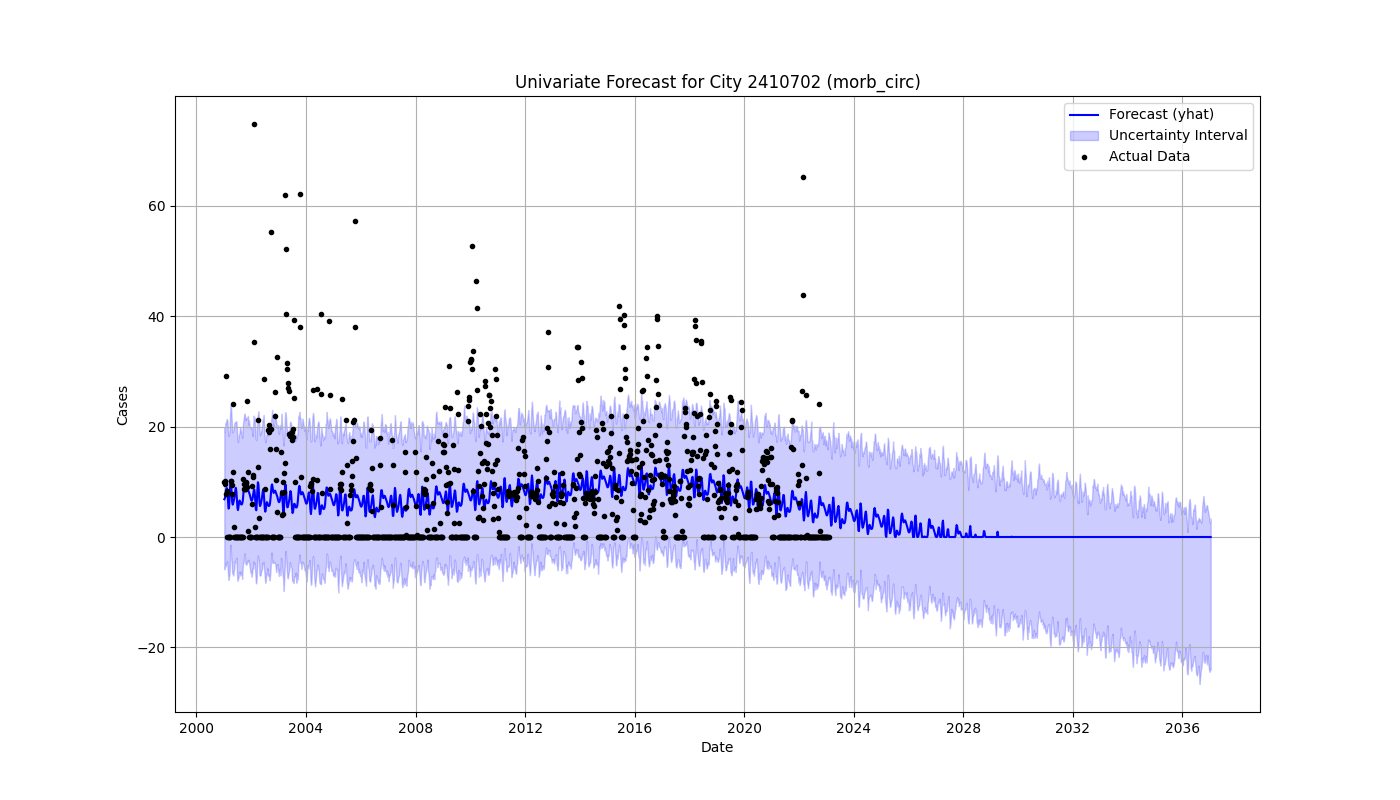 Univariate Forecast for City 2410702 (morb_circ)
Forecast (yhat)
Uncertainty Interval
Actual Data
Cases
60
40
20
0
−20
2000 2004 2008 2012 2016 2020 2024 2028 2032 2036
Date